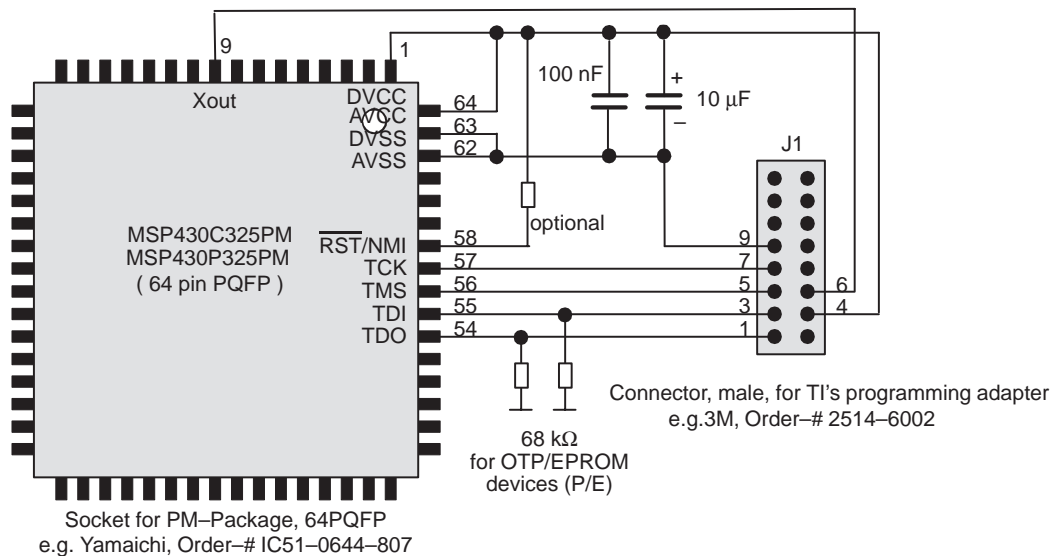 9
1
Xout
DVCC
AVCC
DVSS
AVSS
64
63
62
100 nF
+
10 μF
–
J1
optional
MSP430C325PM
MSP430P325PM
( 64 pin PQFP )
RST/NMI
TCK
TMS
TDI
TDO
58
57
56
55
54
9
7
5
3
1
6
4
68 kΩ
for OTP/EPROM
devices (P/E)
Connector, male, for TI's programming adapter
e.g.3M, Order–# 2514–6002
Socket for PM–Package, 64PQFP
e.g. Yamaichi, Order–# IC51–0644–807